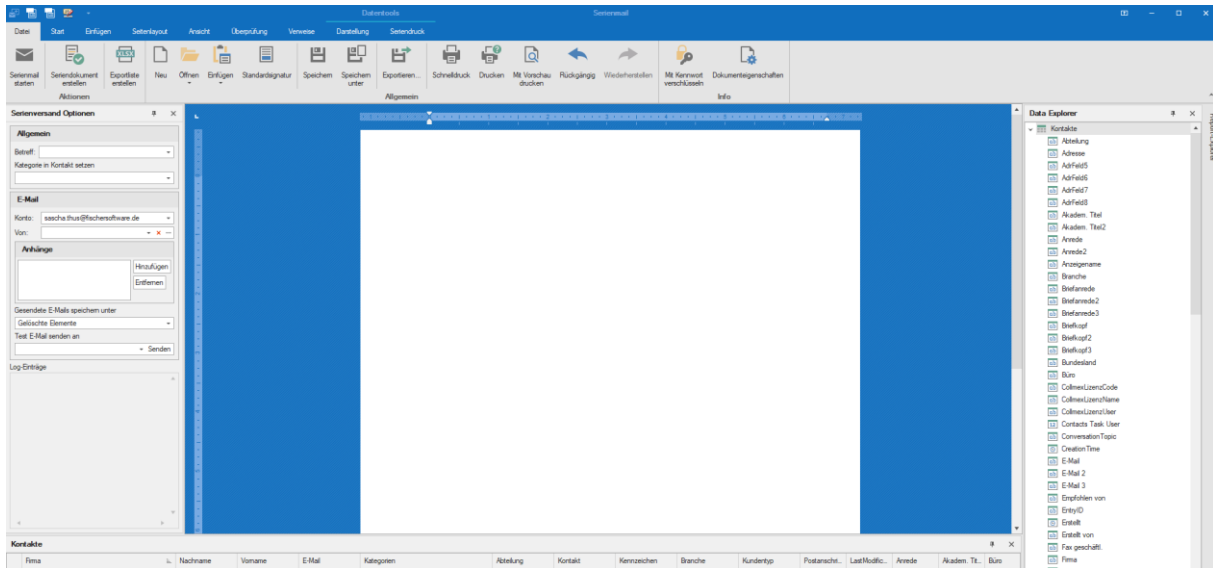 Datentools Serienmail
Datei Start Einfügen Seitenlayout Ansicht Überprüfung Verweise Darstellung Seriendruck
Serienmail starten
Seriendokument erstellen
Exportliste erstellen
Neu
Öffnen
Einfügen
Standardsignatur
Speichern
Speichern unter
Exportieren...
Schnelldruck
Drucken
Mit Vorschau drucken
Rückgängig
Wiederherstellen
Mit Kennwort verschlüsseln
Dokumenteigenschaften
Aktionen Allgemein Info
Serienversand Optionen
Allgemein
Betreff:
Kategorie in Kontakt setzen
E-Mail
Konto: sascha.thus@fischersoftware.de
Von:
Anhänge
Hinzufügen
Entfernen
Gesendete E-Mails speichern unter
Gelöschte Elemente
Test E-Mail senden an
Senden
Log-Einträge
Data Explorer
Kontakte
Abteilung
Adresse
AdrFeld5
AdrFeld6
AdrFeld7
AdrFeld8
Akadem. Titel
Akadem. Titel2
Anrede
Anrede2
Anzeigename
Branche
Briefanrede
Briefanrede2
Briefanrede3
Briefkopf
Briefkopf2
Briefkopf3
Bundesland
Büro
CollmexLizenzCode
CollmexLizenzName
CollmexLizenzUser
Contacts Task User
ConversationTopic
CreationTime
E-Mail
E-Mail 2
E-Mail 3
Empfohlen von
EntryID
Erstellt
Erstellt von
Fax geschäftl.
Firma
Kontakte
Firma Nachname Vorname E-Mail Kategorien Abteilung Kontakt Kennzeichen Branche Kundentyp Postanschri... LastModific... Anrede Akadem. Tit... Büro